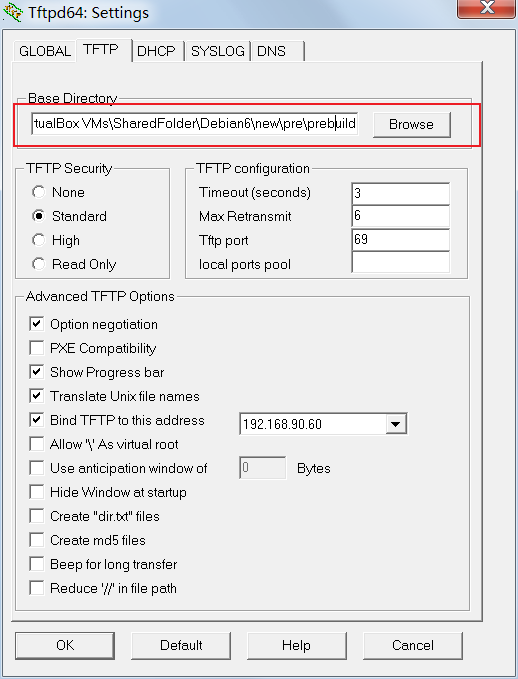 Tftpd64: Settings
GLOBAL TFTP DHCP SYSLOG DNS
Base Directory
tualBox VMs\SharedFolder\Debian6\new\pre\prebuild Browse
TFTP Security
None
Standard
High
Read Only
TFTP configuration
Timeout (seconds) 3
Max Retransmit 6
Tftp port 69
local ports pool
Advanced TFTP Options
Option negotiation
PXE Compatibility
Show Progress bar
Translate Unix file names
Bind TFTP to this address 192.168.90.60
Allow '\' As virtual root
Use anticipation window of 0 Bytes
Hide Window at startup
Create "dir.txt" files
Create md5 files
Beep for long transfer
Reduce '//' in file path
OK Default Help Cancel